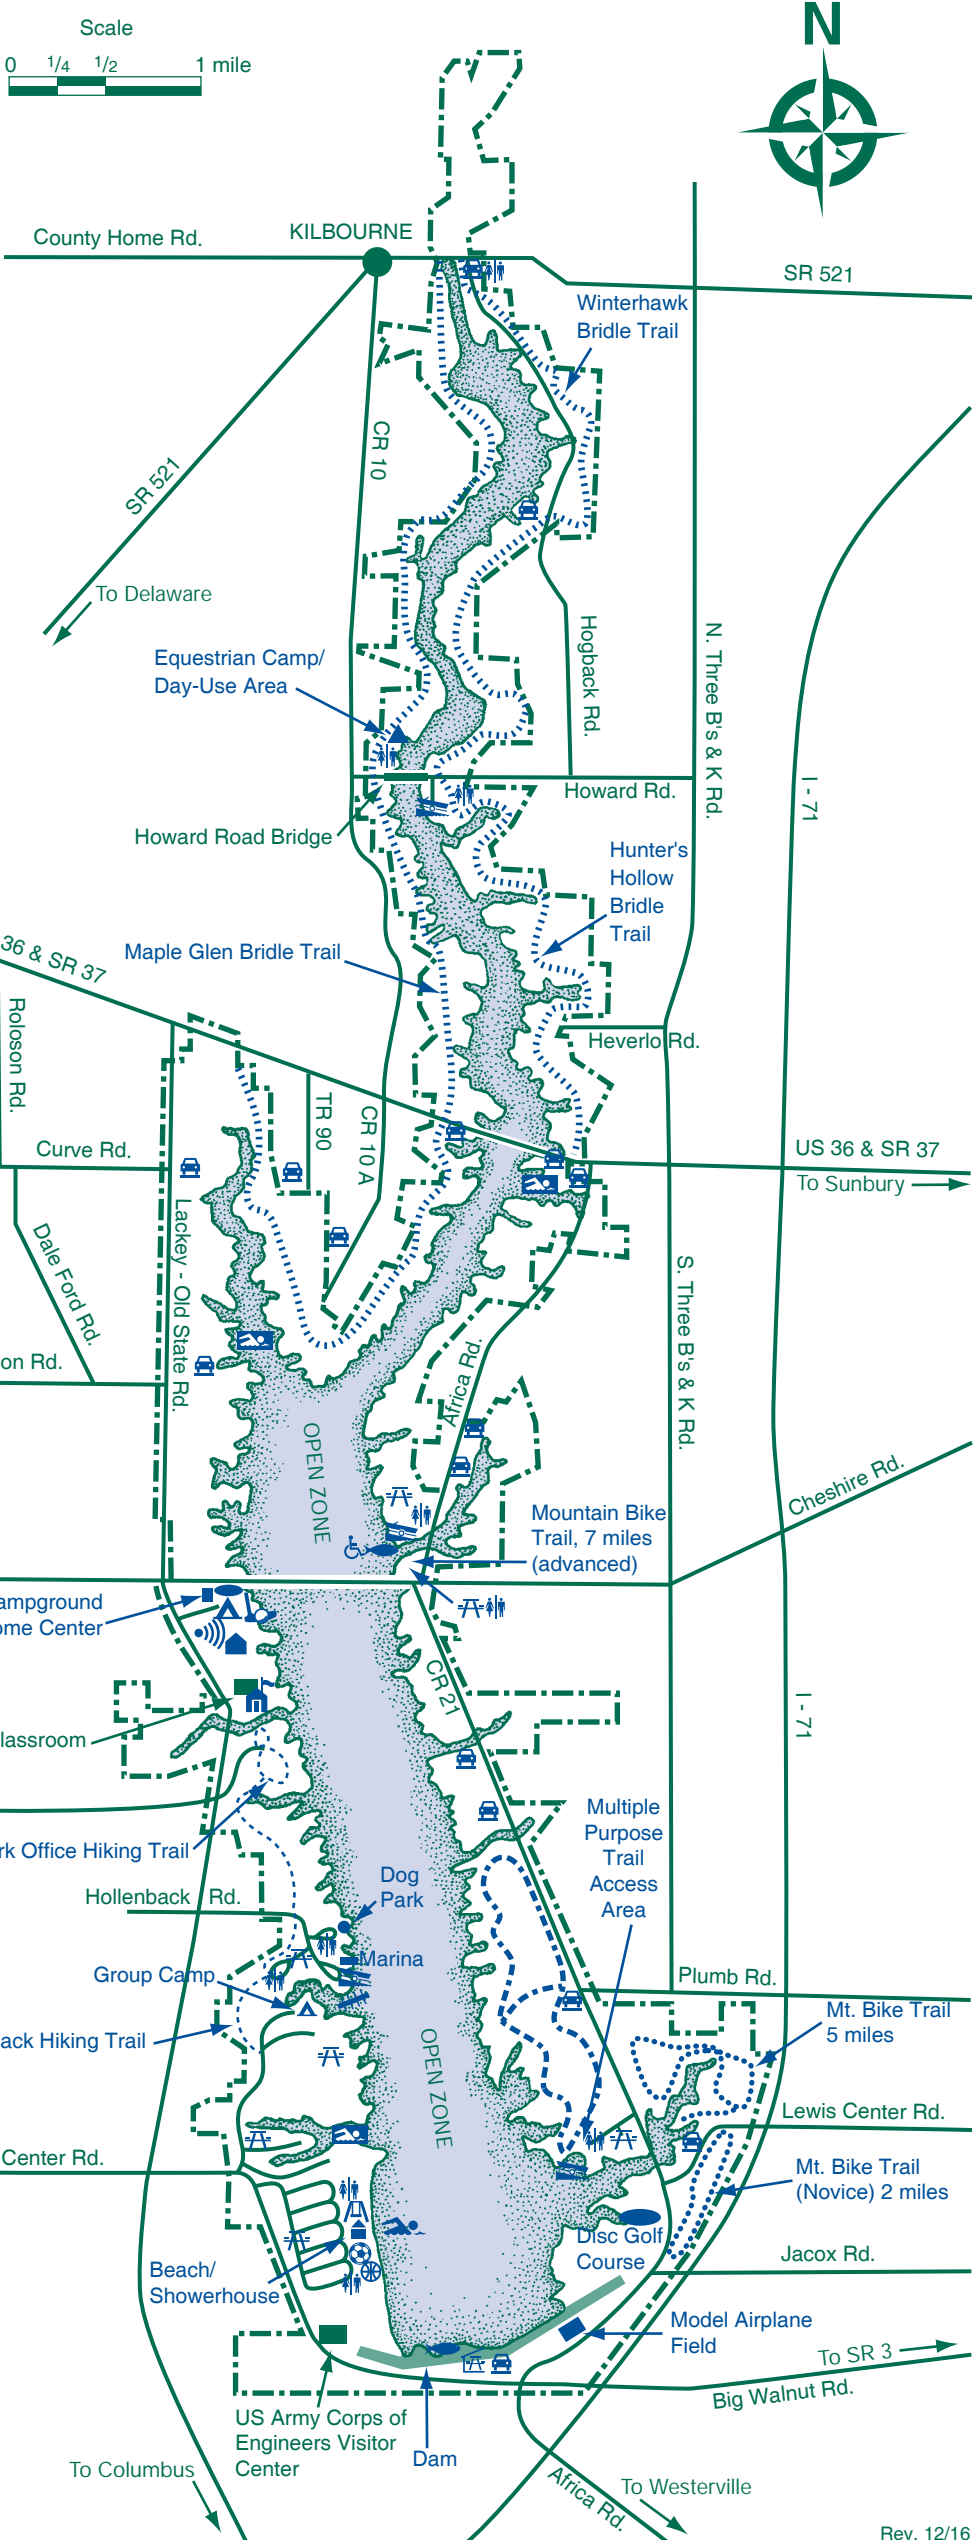 Scale
0 1/4 1/2 1 mile
N
County Home Rd.
KILBOURNE
SR 521
Winterhawk
Bridle Trail
CR 10
SR 521
To Delaware
Equestrian Camp/
Day-Use Area
Hogback Rd.
N. Three B's & K Rd.
I - 71
Howard Rd.
Howard Road Bridge
Hunter's
Hollow
Bridle
Trail
Maple Glen Bridle Trail
36 & SR 37
Roloson Rd.
Heverlo Rd.
TR 90
CR 10 A
Curve Rd.
US 36 & SR 37
To Sunbury
Lackey - Old State Rd.
Dale Ford Rd.
S. Three B's & K Rd.
on Rd.
Africa Rd.
OPEN ZONE
Cheshire Rd.
Mountain Bike
Trail, 7 miles
(advanced)
ampground
ome Center
CR 21
I - 71
lassroom
Multiple
Purpose
Trail
Access
Area
rk Office Hiking Trail
Dog
Park
Hollenback Rd.
Marina
Group Camp
Plumb Rd.
Mt. Bike Trail
5 miles
ack Hiking Trail
OPEN ZONE
Lewis Center Rd.
Center Rd.
Mt. Bike Trail
(Novice) 2 miles
Disc Golf
Course
Jacox Rd.
Beach/
Showerhouse
Model Airplane
Field
To SR 3
Big Walnut Rd.
US Army Corps of
Engineers Visitor
Center
Dam
To Columbus
Africa Rd.
To Westerville
Rev. 12/16